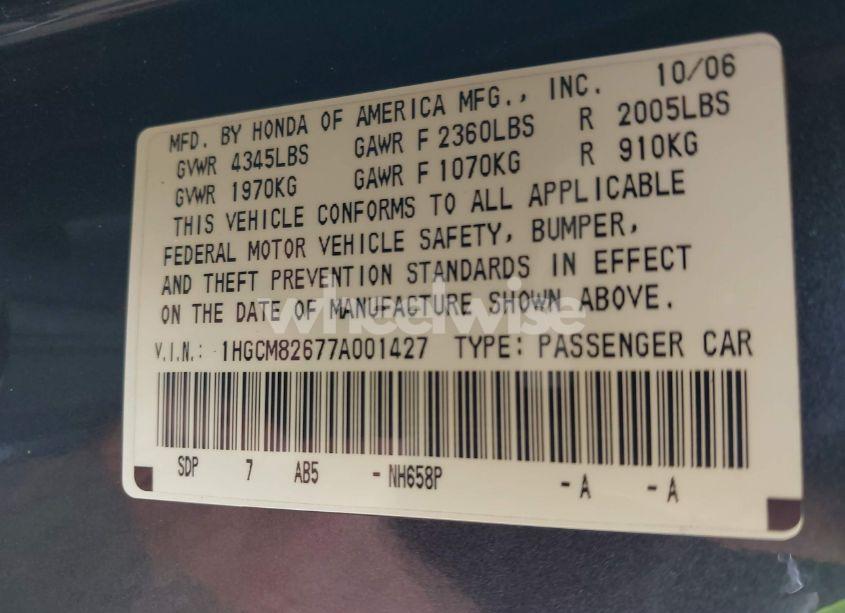 MFD. BY HONDA OF AMERICA MFG., INC. 10/06
GVWR 4345LBS GAWR F 2360LBS R 2005LBS
GVWR 1970KG GAWR F 1070KG R 910KG
THIS VEHICLE CONFORMS TO ALL APPLICABLE
FEDERAL MOTOR VEHICLE SAFETY, BUMPER,
AND THEFT PREVENTION STANDARDS IN EFFECT
ON THE DATE OF MANUFACTURE SHOWN ABOVE.
wheelwise
V.I.N.: 1HGCM82677A001427 TYPE: PASSENGER CAR
SDP 7 AB5 - NH658P - A - A